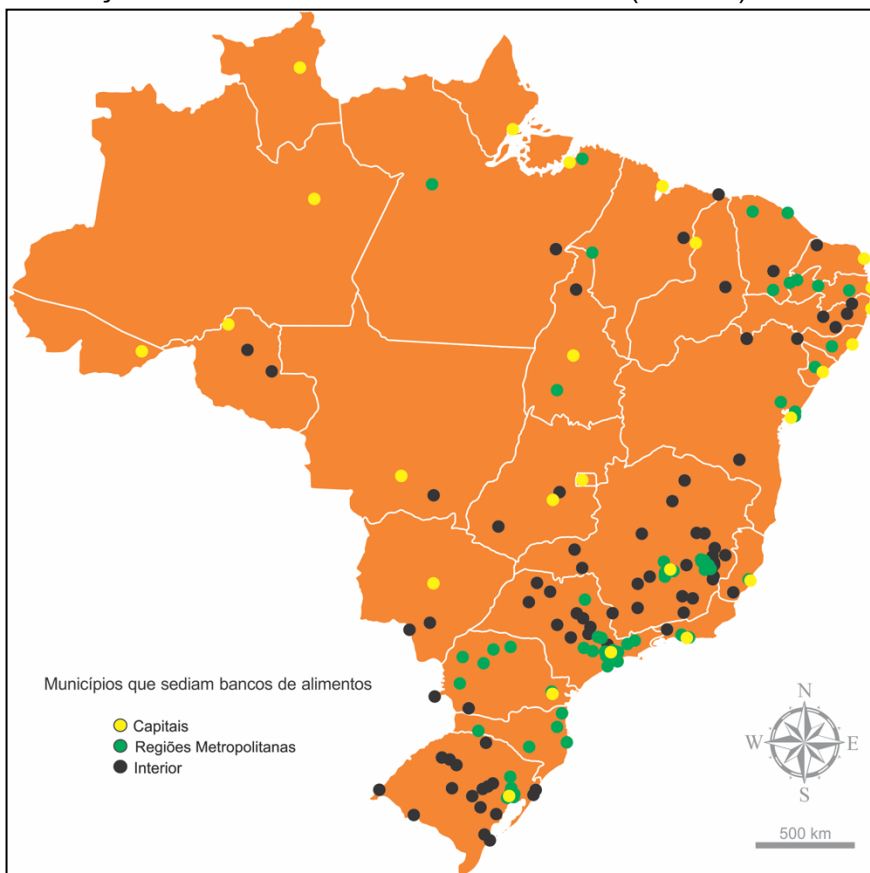 Municípios que sediam bancos de alimentos
Capitais
Regiões Metropolitanas
Interior
N
W E
S
500 km